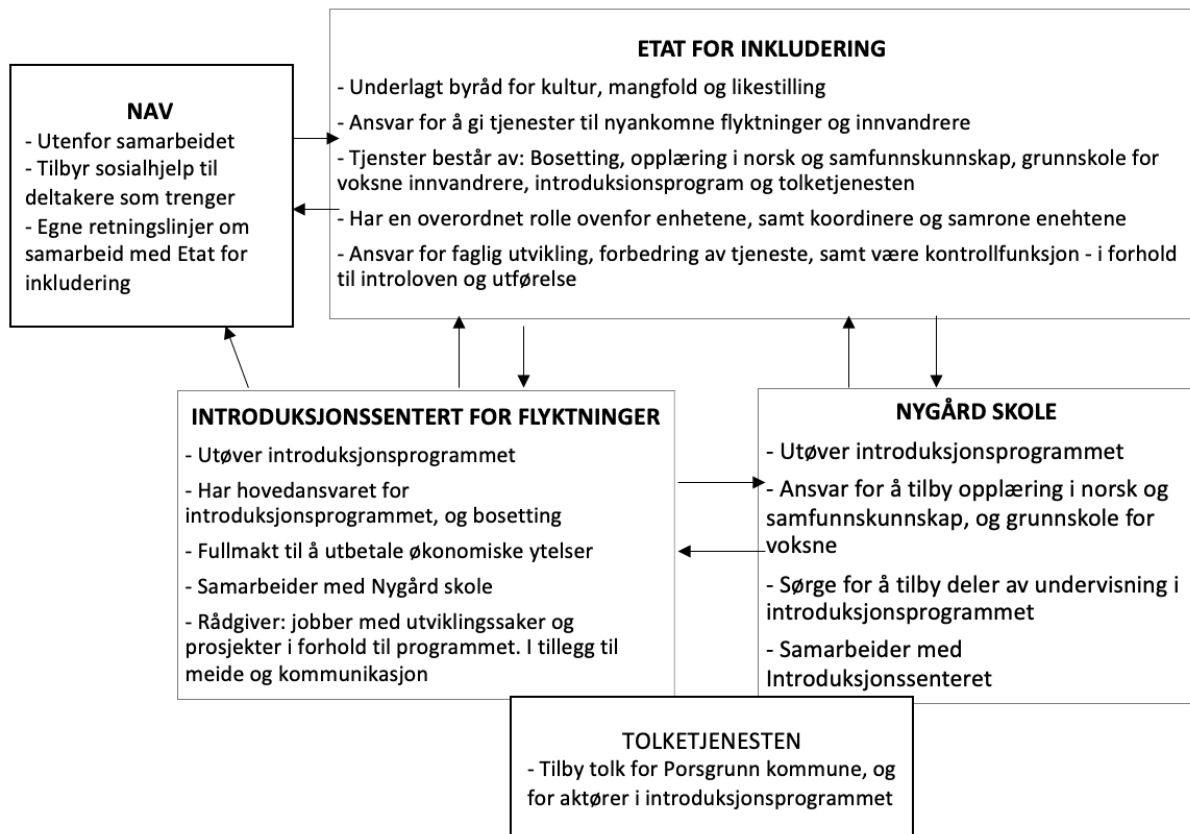 ETAT FOR INKLUDERING
- Underlagt byråd for kultur, mangfold og likestilling
- Ansvar for å gi tjenester til nyankomne flyktninger og innvandrere
- Tjenster består av: Bosetting, opplæring i norsk og samfunnskunnskap, grunnskole for
voksne innvandrere, introduksionsprogram og tolketjenesten
- Har en overordnet rolle ovenfor enhetene, samt koordinere og samrone enehtene
- Ansvar for faglig utvikling, forbedring av tjeneste, samt være kontrollfunksjon - i forhold
til introloven og utførelse
NAV
- Utenfor samarbeidet
- Tilbyr sosialhjelp til
deltakere som trenger
- Egne retningslinjer om
samarbeid med Etat for
inkludering
INTRODUKSJONSSENTERT FOR FLYKTNINGER
- Utøver introduksjonsprogrammet
- Har hovedansvaret for
introduksjonsprogrammet, og bosetting
- Fullmakt til å utbetale økonomiske ytelser
- Samarbeider med Nygård skole
- Rådgiver: jobber med utviklingssaker og
prosjekter i forhold til programmet. I tillegg til
meide og kommunikasjon
NYGÅRD SKOLE
- Utøver introduksjonsprogrammet
- Ansvar for å tilby opplæring i norsk og
samfunnskunnskap, og grunnskole for
voksne
- Sørge for å tilby deler av undervisning i
introduksjonsprogrammet
- Samarbeider med
Introduksjonssenteret
TOLKETJENESTEN
- Tilby tolk for Porsgrunn kommune, og
for aktører i introduksjonsprogrammet